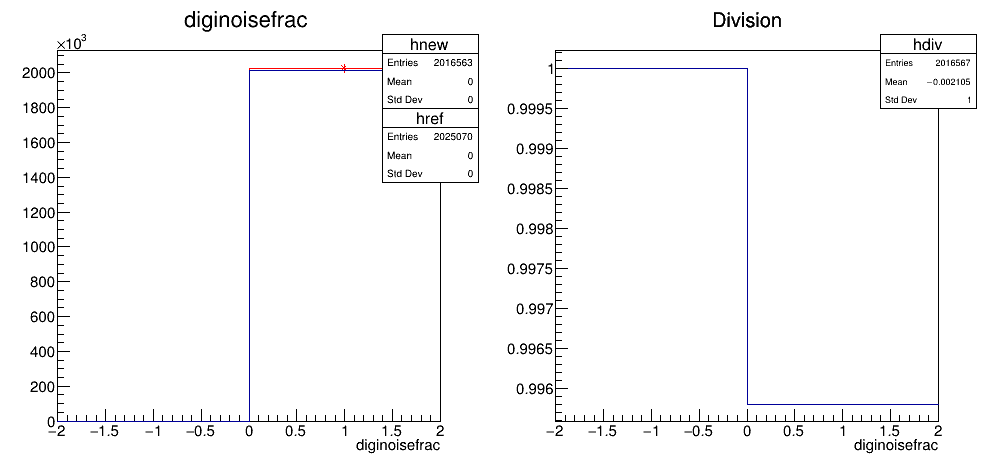 diginoisefrac
×10³
hnew
Entries 2016563
Mean 0
Std Dev 0
href
Entries 2025070
Mean 0
Std Dev 0
2000
1800
1600
1400
1200
1000
800
600
400
200
0
−2 −1.5 −1 −0.5 0 0.5 1 1.5 2
diginoisefrac
Division
hdiv
Entries 2016567
Mean −0.002105
Std Dev 1
1
0.9995
0.999
0.9985
0.998
0.9975
0.997
0.9965
0.996
−2 −1.5 −1 −0.5 0 0.5 1 1.5 2
diginoisefrac